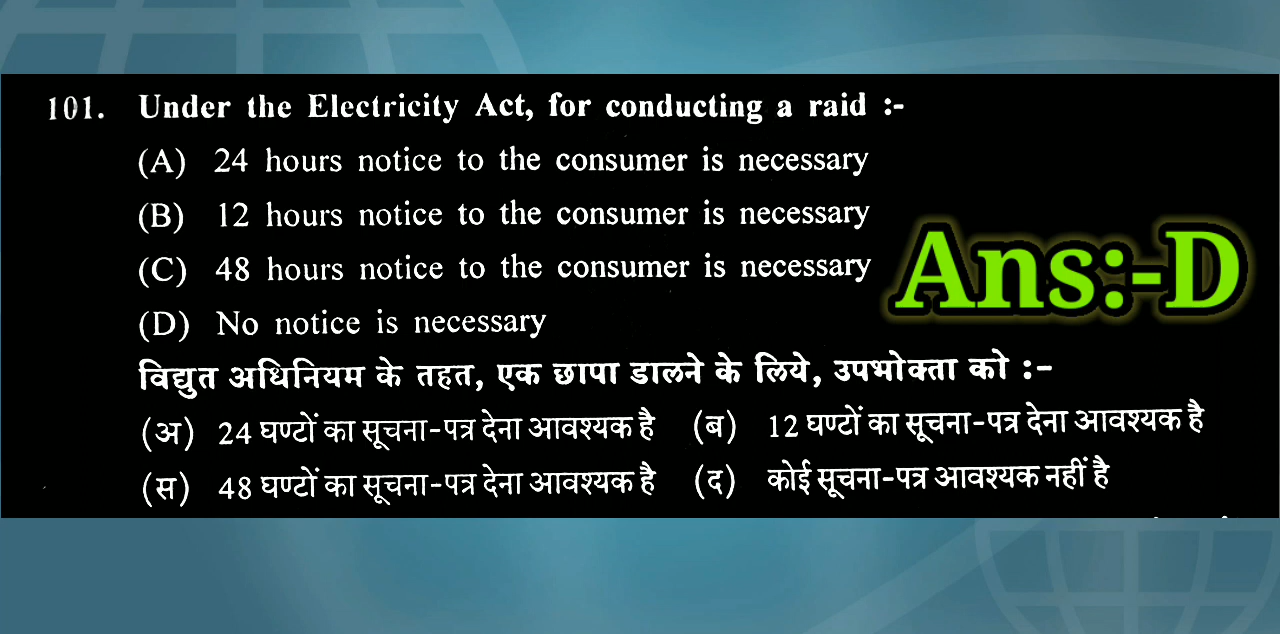 101. Under the Electricity Act, for conducting a raid :-
(A) 24 hours notice to the consumer is necessary
(B) 12 hours notice to the consumer is necessary
(C) 48 hours notice to the consumer is necessary
(D) No notice is necessary
Ans:-D
विद्युत अधिनियम के तहत, एक छापा डालने के लिये, उपभोक्ता को :-
(अ) 24 घण्टों का सूचना-पत्र देना आवश्यक है (ब) 12 घण्टों का सूचना-पत्र देना आवश्यक है
(स) 48 घण्टों का सूचना-पत्र देना आवश्यक है (द) कोई सूचना-पत्र आवश्यक नहीं है